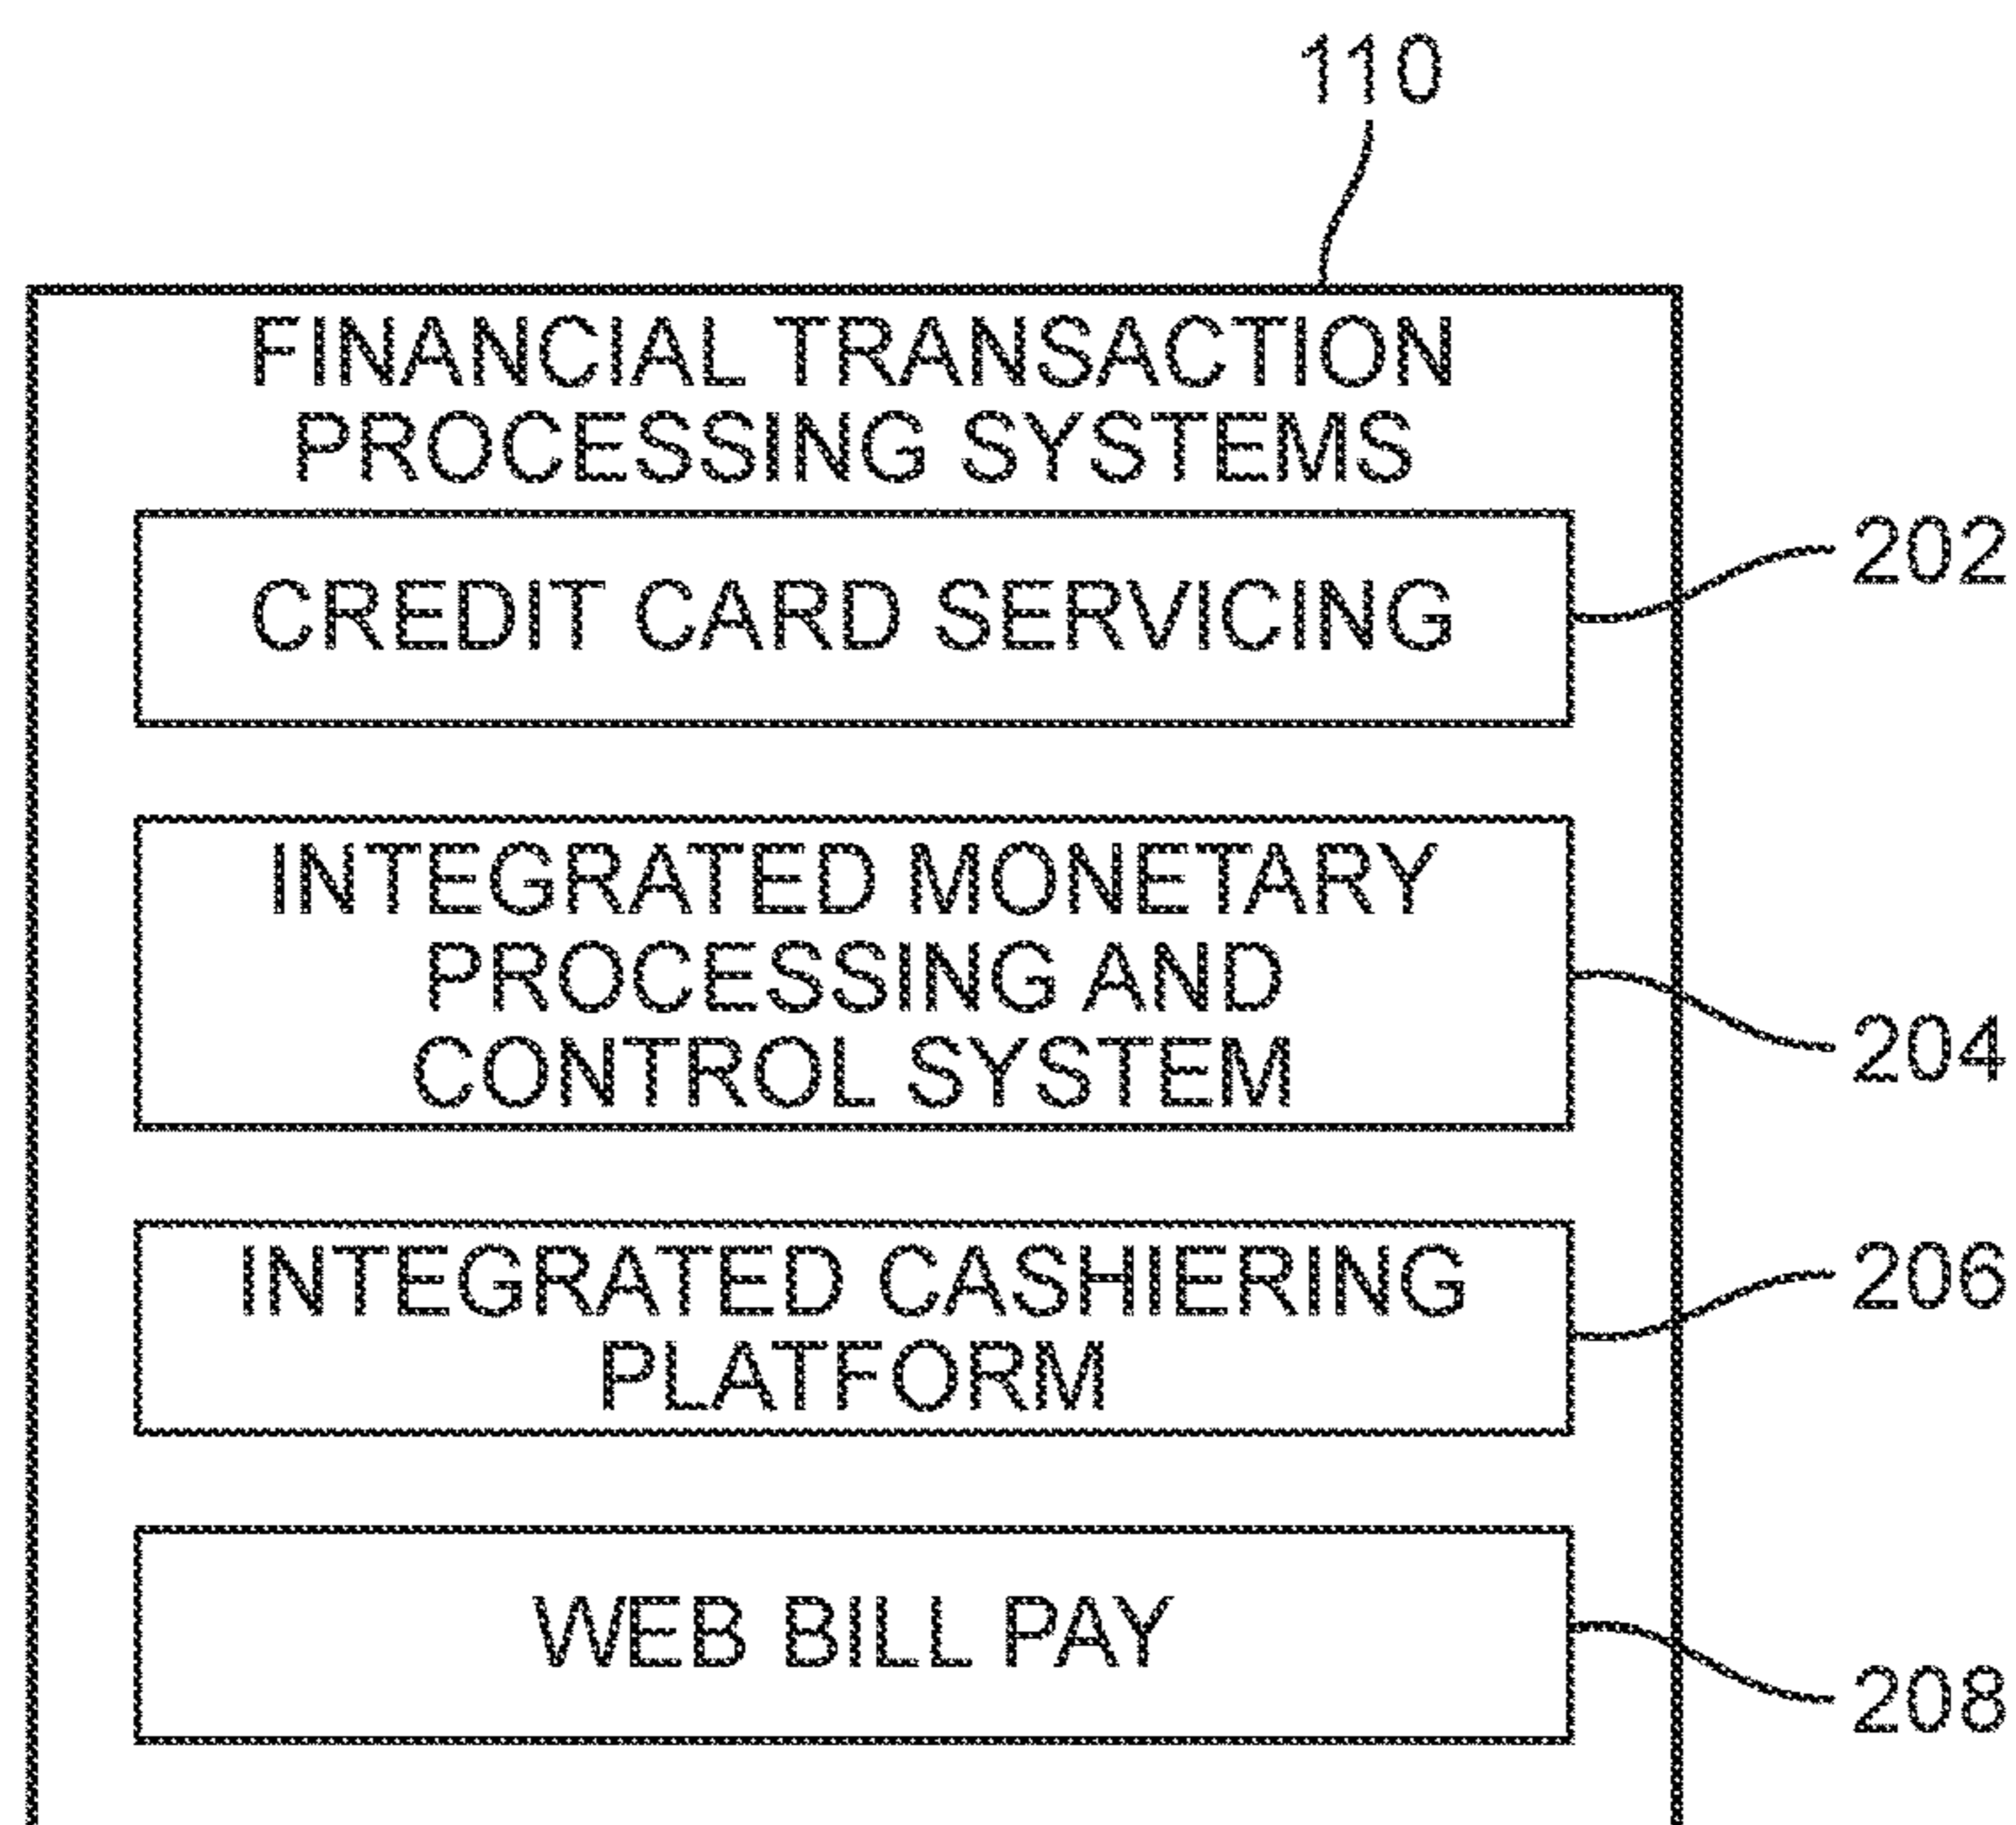 110
FINANCIAL TRANSACTION
PROCESSING SYSTEMS
CREDIT CARD SERVICING
202
INTEGRATED MONETARY
PROCESSING AND
CONTROL SYSTEM
204
INTEGRATED CASHIERING
PLATFORM
206
WEB BILL PAY
208